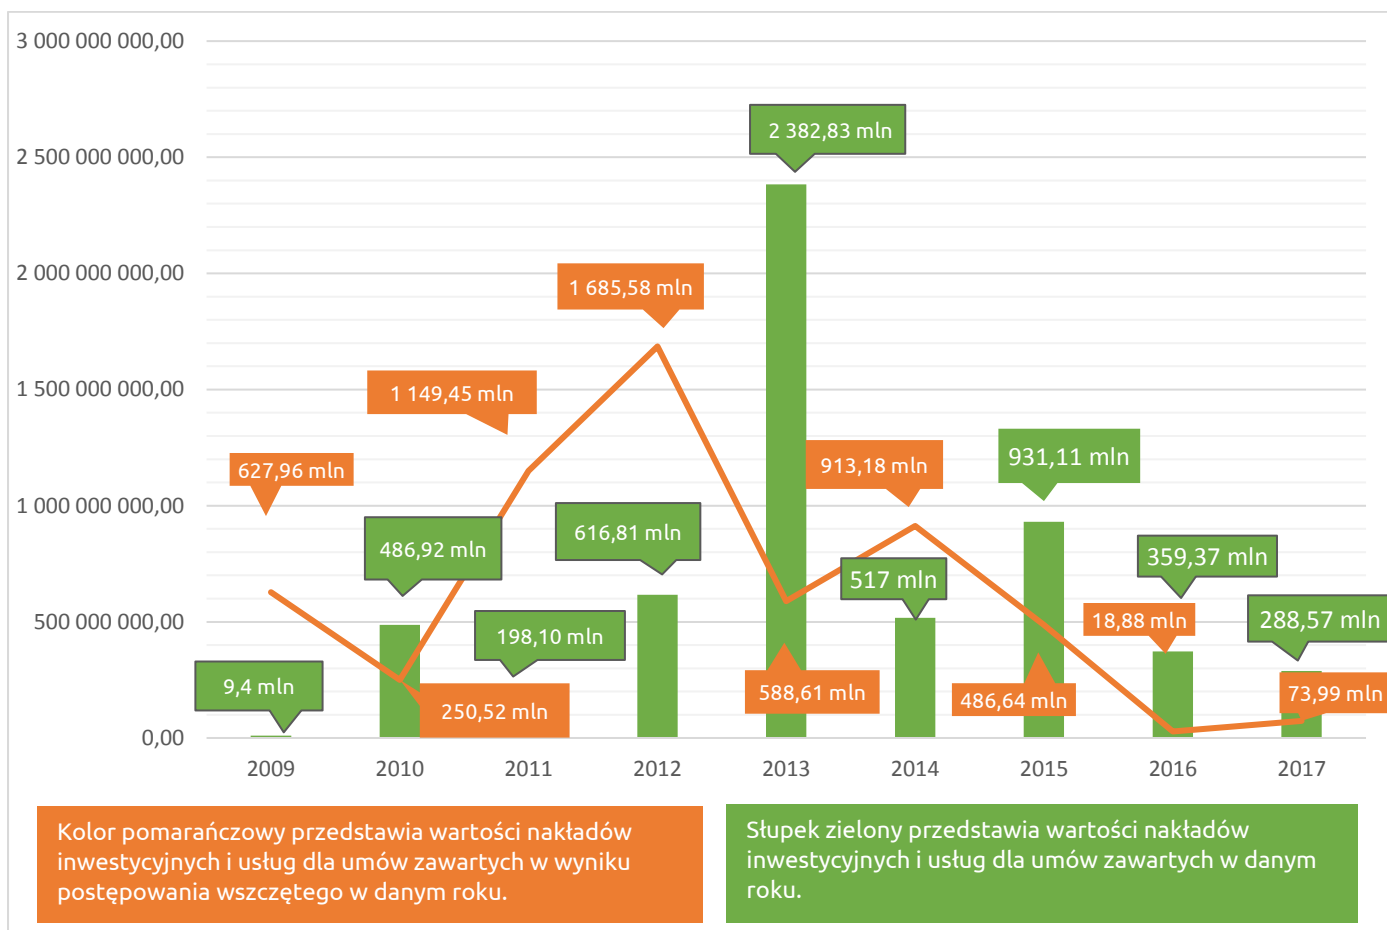 3 000 000 000,00
2 500 000 000,00
2 000 000 000,00
1 500 000 000,00
1 000 000 000,00
500 000 000,00
0,00
2 382,83 mln
1 685,58 mln
1 149,45 mln
627,96 mln
913,18 mln
931,11 mln
486,92 mln
616,81 mln
517 mln
359,37 mln
198,10 mln
18,88 mln
288,57 mln
9,4 mln
250,52 mln
588,61 mln
486,64 mln
73,99 mln
2009 2010 2011 2012 2013 2014 2015 2016 2017
Kolor pomarańczowy przedstawia wartości nakładów
inwestycyjnych i usług dla umów zawartych w wyniku
postępowania wszczętego w danym roku.
Słupek zielony przedstawia wartości nakładów
inwestycyjnych i usług dla umów zawartych w danym
roku.